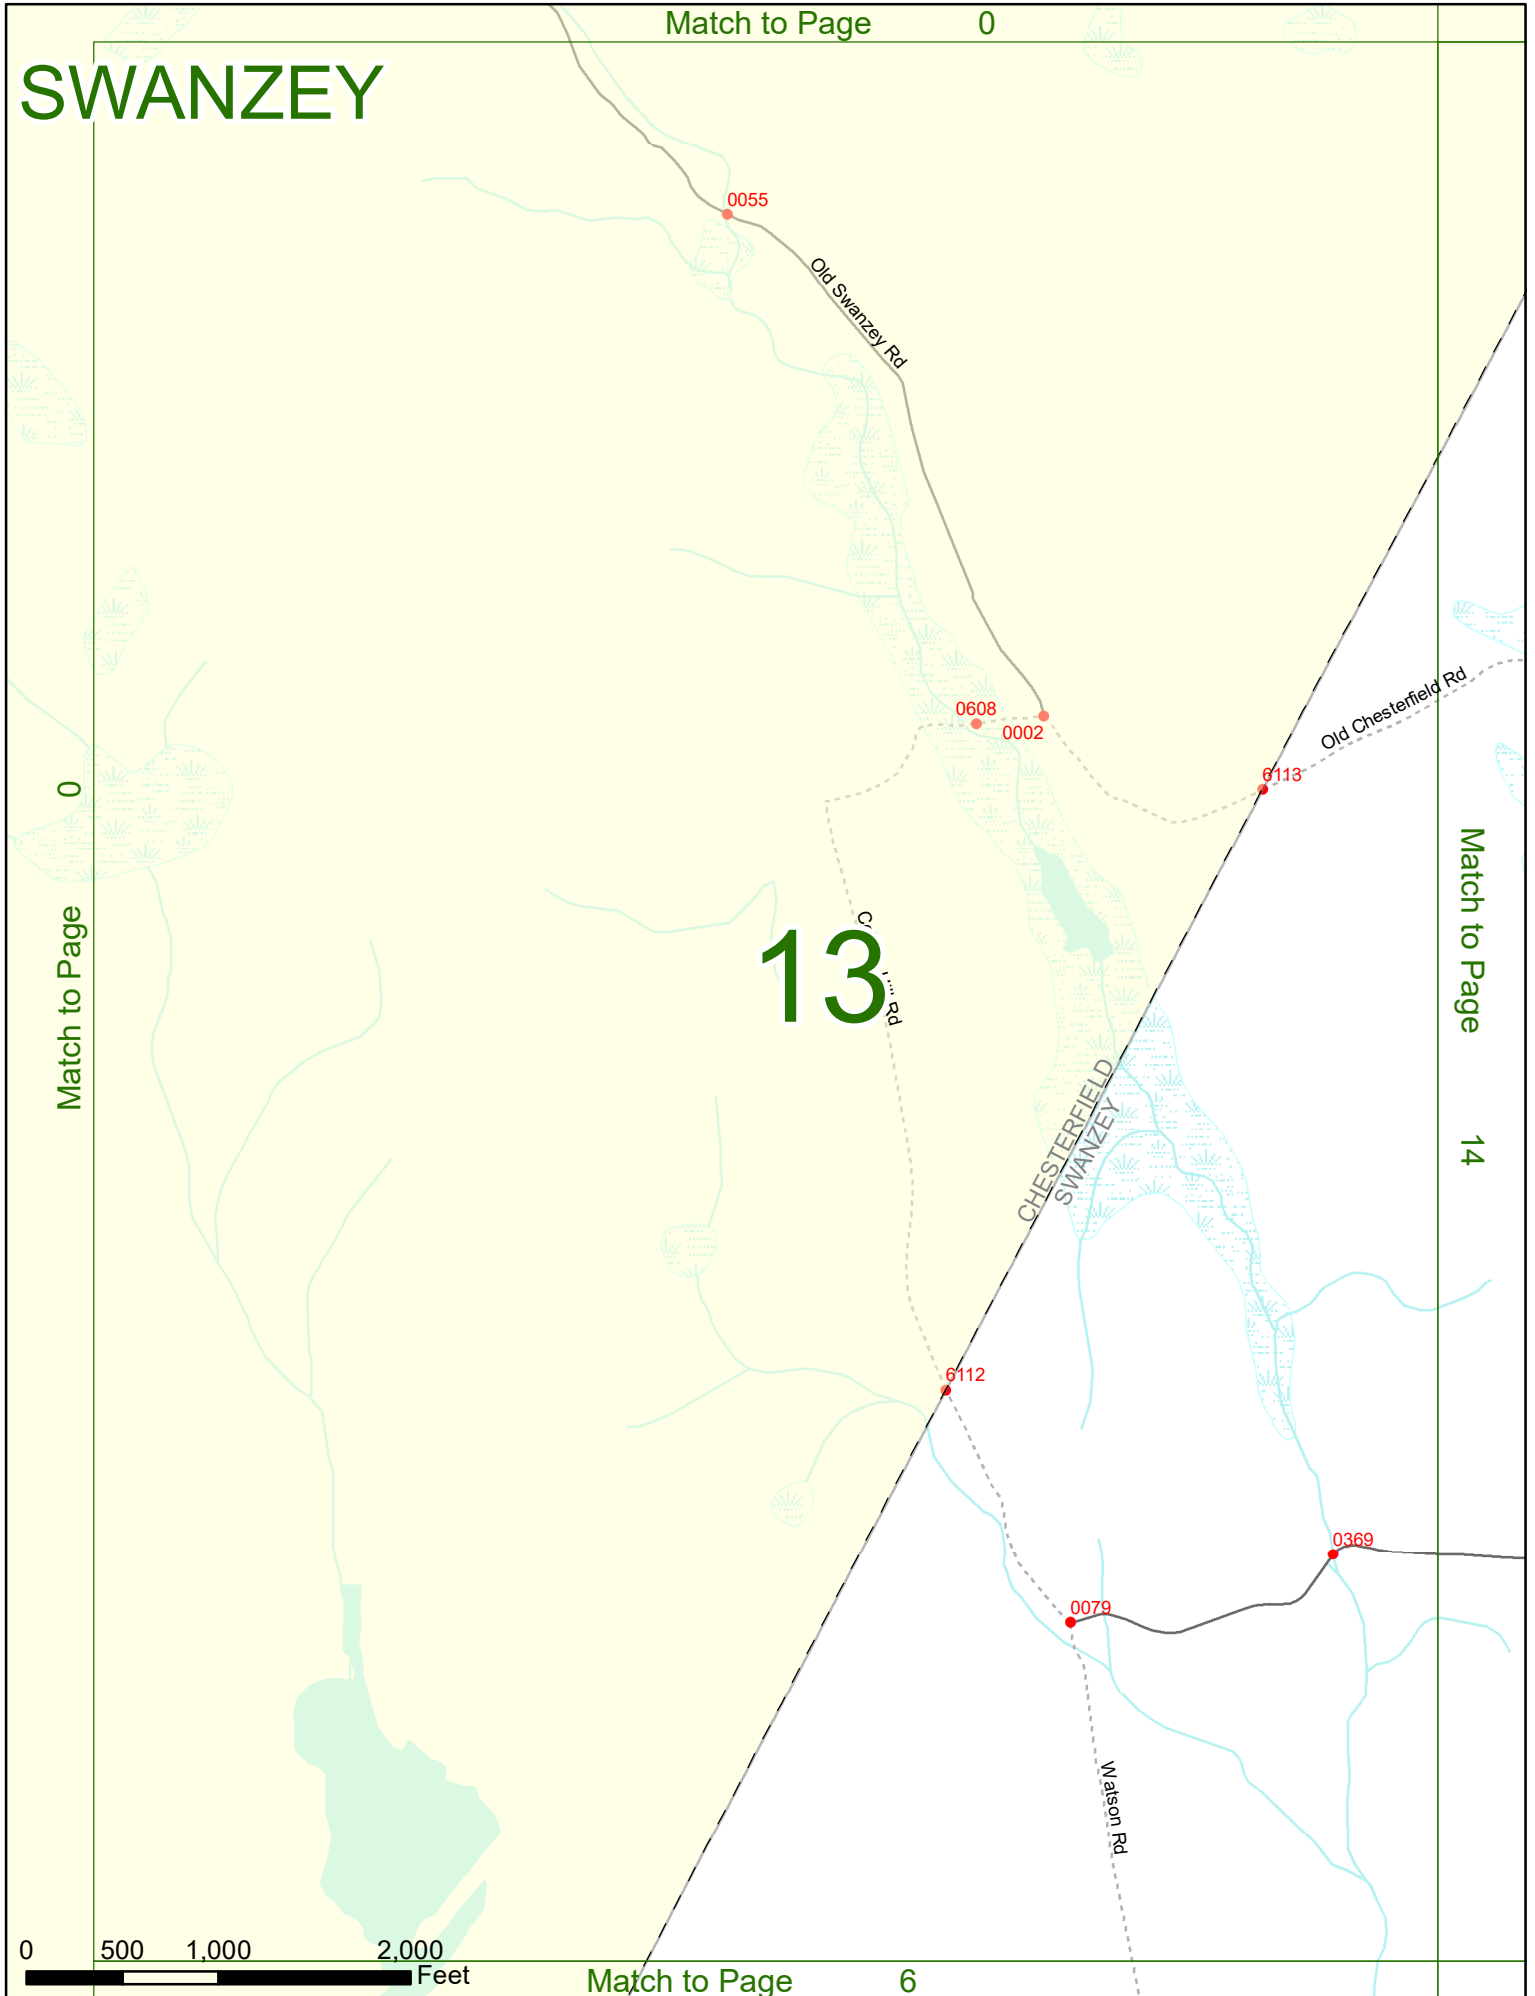 Match to Page 0
SWANZEY
0055
Old Swanzey Rd
0608
0002
Old Chesterfield Rd
6113
Match to Page 0
Match to Page 14
13
Rd
CHESTERFIELD
SWANZEY
6112
0369
0079
Watson Rd
0 500 1,000 2,000
Feet
Match to Page 6